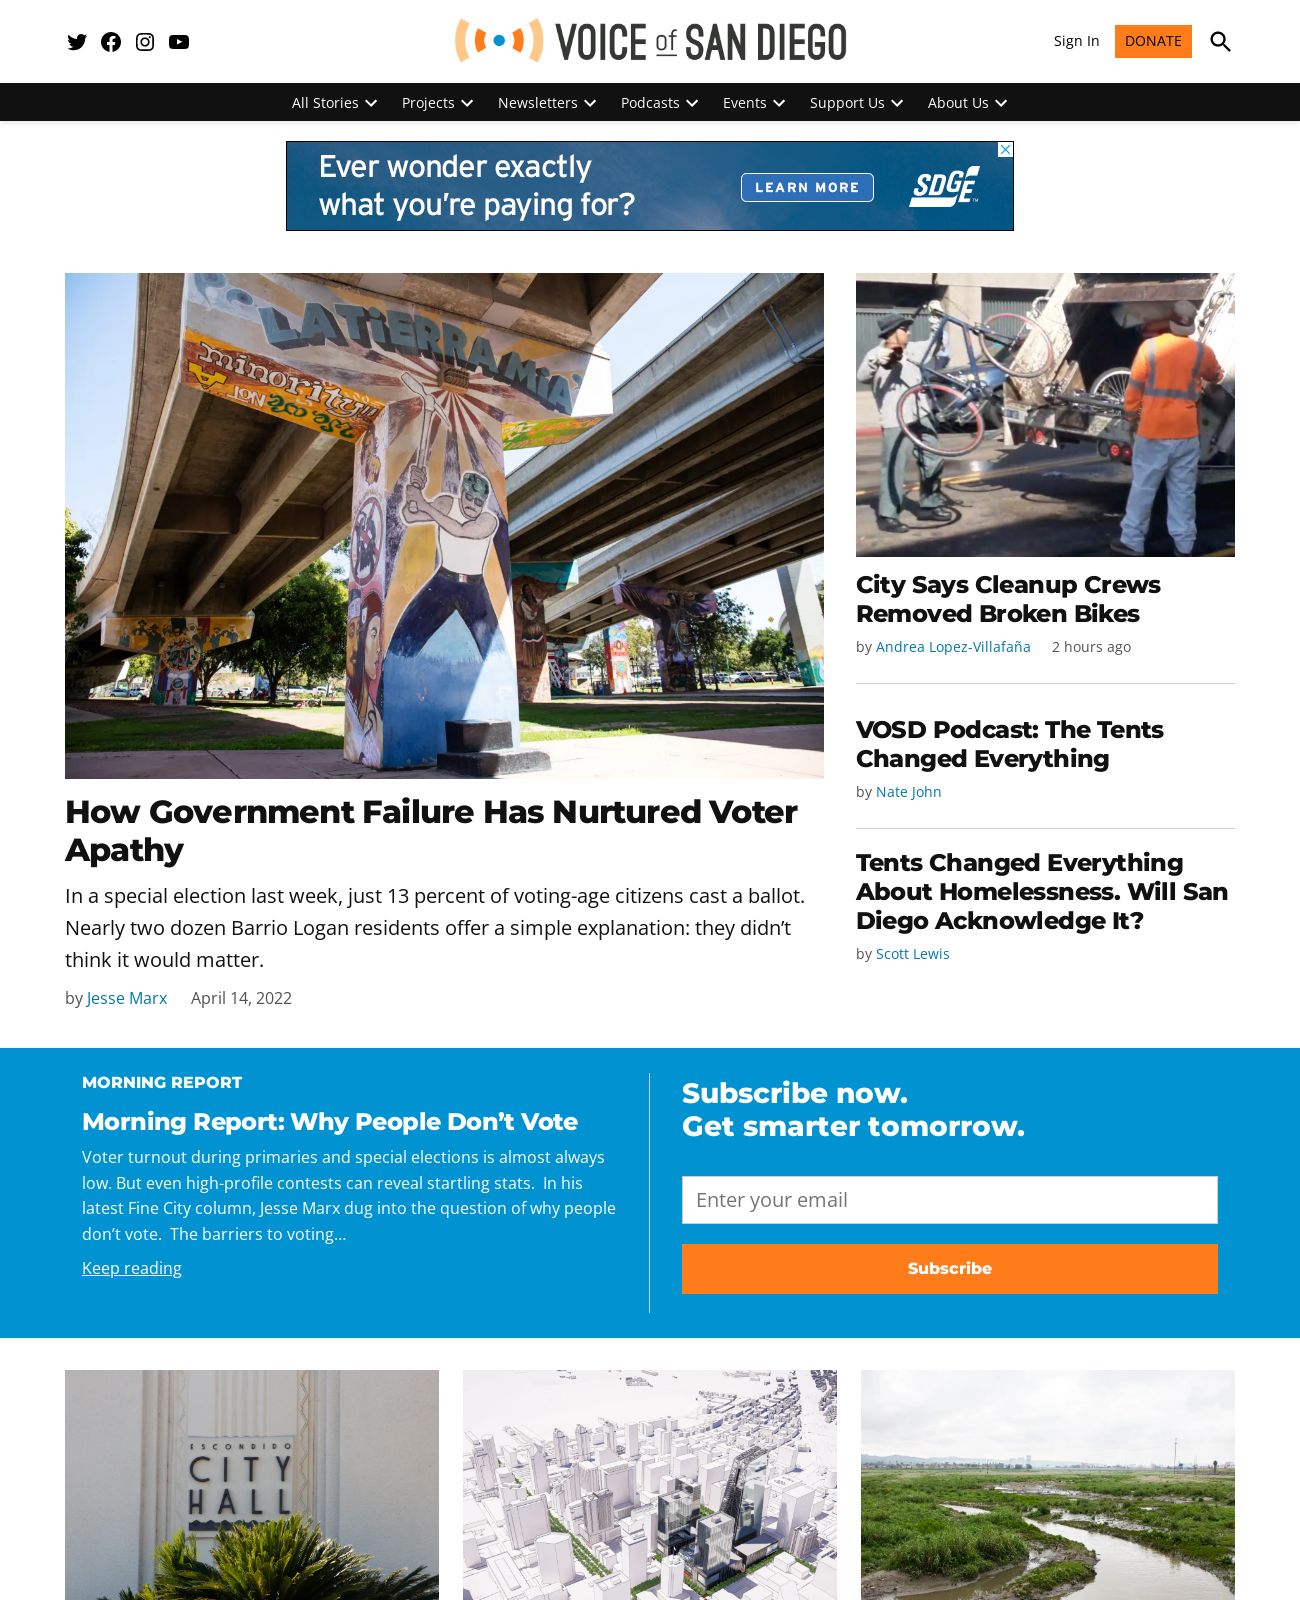 VOICE of SAN DIEGO
Sign In
DONATE
All Stories
Projects
Newsletters
Podcasts
Events
Support Us
About Us
Ever wonder exactly
what you're paying for?
LEARN MORE
SDGE™
LATIERRA MIA
minority!!
NOT
City Says Cleanup Crews
Removed Broken Bikes
by Andrea Lopez-Villafaña 2 hours ago
VOSD Podcast: The Tents
Changed Everything
by Nate John
Tents Changed Everything
About Homelessness. Will San
Diego Acknowledge It?
by Scott Lewis
How Government Failure Has Nurtured Voter
Apathy
In a special election last week, just 13 percent of voting-age citizens cast a ballot.
Nearly two dozen Barrio Logan residents offer a simple explanation: they didn’t
think it would matter.
by Jesse Marx April 14, 2022
MORNING REPORT
Morning Report: Why People Don’t Vote
Voter turnout during primaries and special elections is almost always
low. But even high-profile contests can reveal startling stats.  In his
latest Fine City column, Jesse Marx dug into the question of why people
don’t vote.  The barriers to voting…
Keep reading
Subscribe now.
Get smarter tomorrow.
Enter your email
Subscribe
ESCONDIDO
CITY
HALL